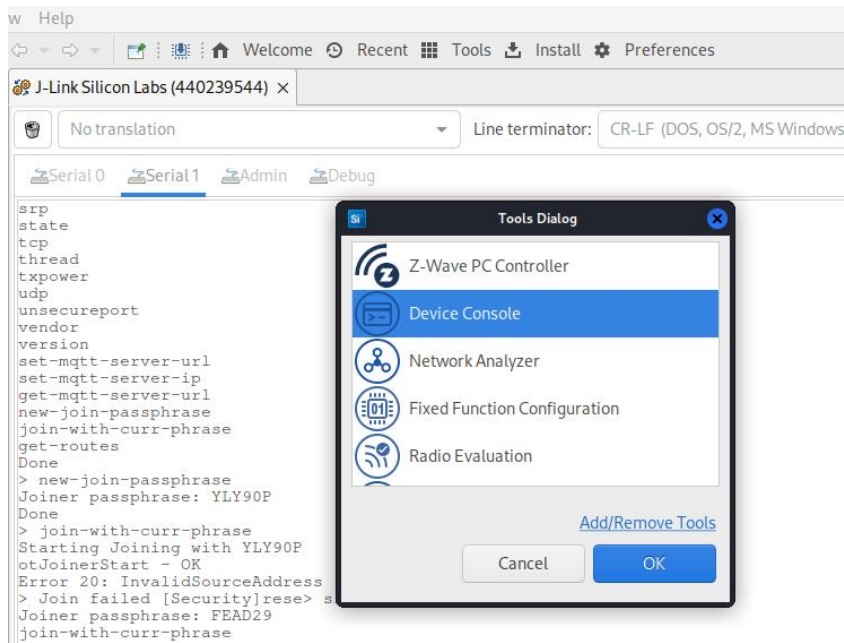 w Help
Welcome Recent Tools Install Preferences
J-Link Silicon Labs (440239544) ×
No translation Line terminator: CR-LF (DOS, OS/2, MS Windows
Serial 0 Serial 1 Admin Debug
srp
state
tcp
thread
txpower
udp
unsecureport
vendor
version
set-mqtt-server-url
set-mqtt-server-ip
get-mqtt-server-url
new-join-passphrase
join-with-curr-phrase
get-routes
Done
> new-join-passphrase
Joiner passphrase: YLY90P
Done
> join-with-curr-phrase
Starting Joining with YLY90P
otJoinerStart - OK
Error 20: InvalidSourceAddress
> Join failed [Security]rese> s
Joiner passphrase: FEAD29
join-with-curr-phrase
Si Tools Dialog
Z-Wave PC Controller
Device Console
Network Analyzer
Fixed Function Configuration
Radio Evaluation
Add/Remove Tools
Cancel OK